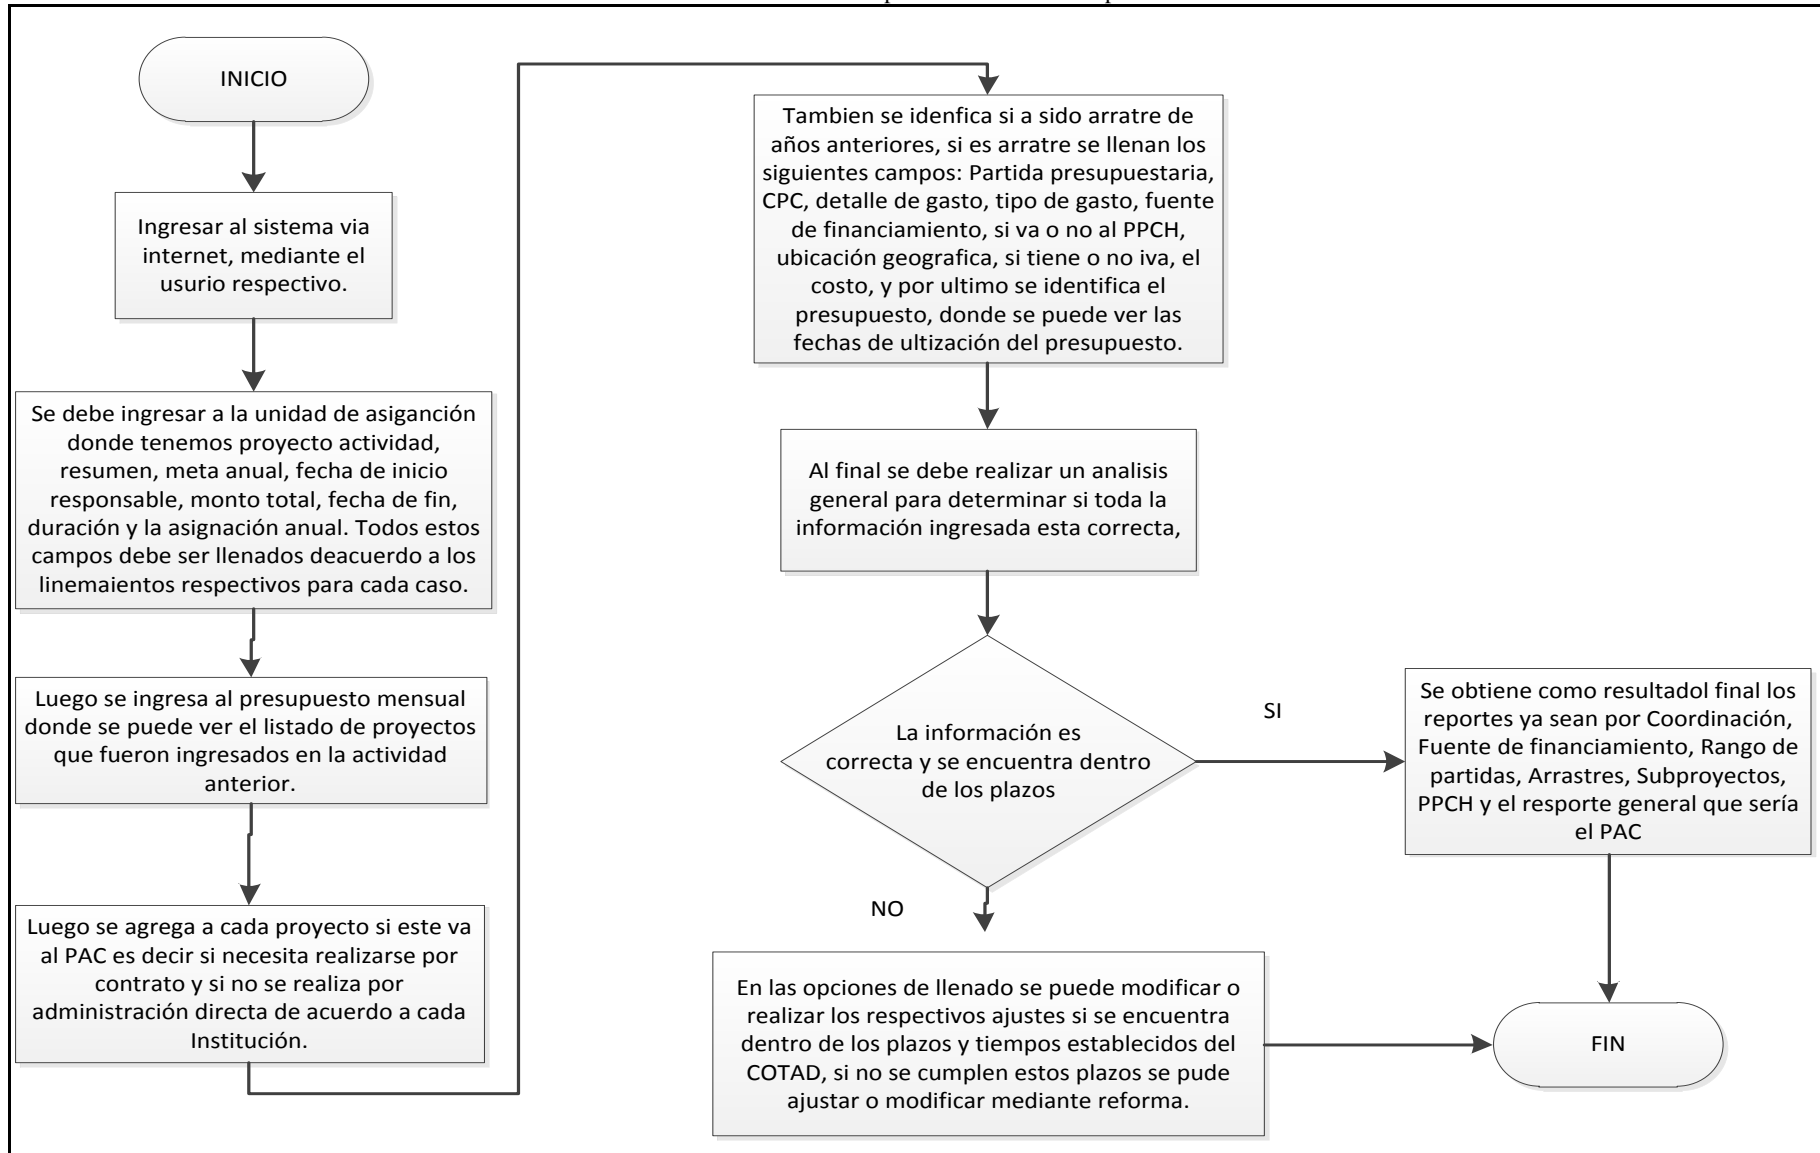 INICIO
Ingresar al sistema via
internet, mediante el
usurio respectivo.
Se debe ingresar a la unidad de asigancíón
donde tenemos proyecto actividad,
resumen, meta anual, fecha de inicio
responsable, monto total, fecha de fin,
duración y la asignación anual. Todos estos
campos debe ser llenados deacuerdo a los
linemaientos respectivos para cada caso.
Luego se ingresa al presupuesto mensual
donde se puede ver el listado de proyectos
que fueron ingresados en la actividad
anterior.
Luego se agrega a cada proyecto si este va
al PAC es decir si necesita realizarse por
contrato y si no se realiza por
administración directa de acuerdo a cada
Institución.
Tambien se idenfica si a sido arratre de
años anteriores, si es arratre se llenan los
siguientes campos: Partida presupuestaria,
CPC, detalle de gasto, tipo de gasto, fuente
de financiamiento, si va o no al PPCH,
ubicación geografica, si tiene o no iva, el
costo, y por ultimo se identifica el
presupuesto, donde se puede ver las
fechas de ultización del presupuesto.
Al final se debe realizar un analisis
general para determinar si toda la
información ingresada esta correcta,
La información es
correcta y se encuentra dentro
de los plazos
SI
Se obtiene como resultadol final los
reportes ya sean por Coordinación,
Fuente de financiamiento, Rango de
partidas, Arrastres, Subproyectos,
PPCH y el resporte general que sería
el PAC
NO
En las opciones de llenado se puede modificar o
realizar los respectivos ajustes si se encuentra
dentro de los plazos y tiempos establecidos del
COTAD, si no se cumplen estos plazos se pude
ajustar o modificar mediante reforma.
FIN